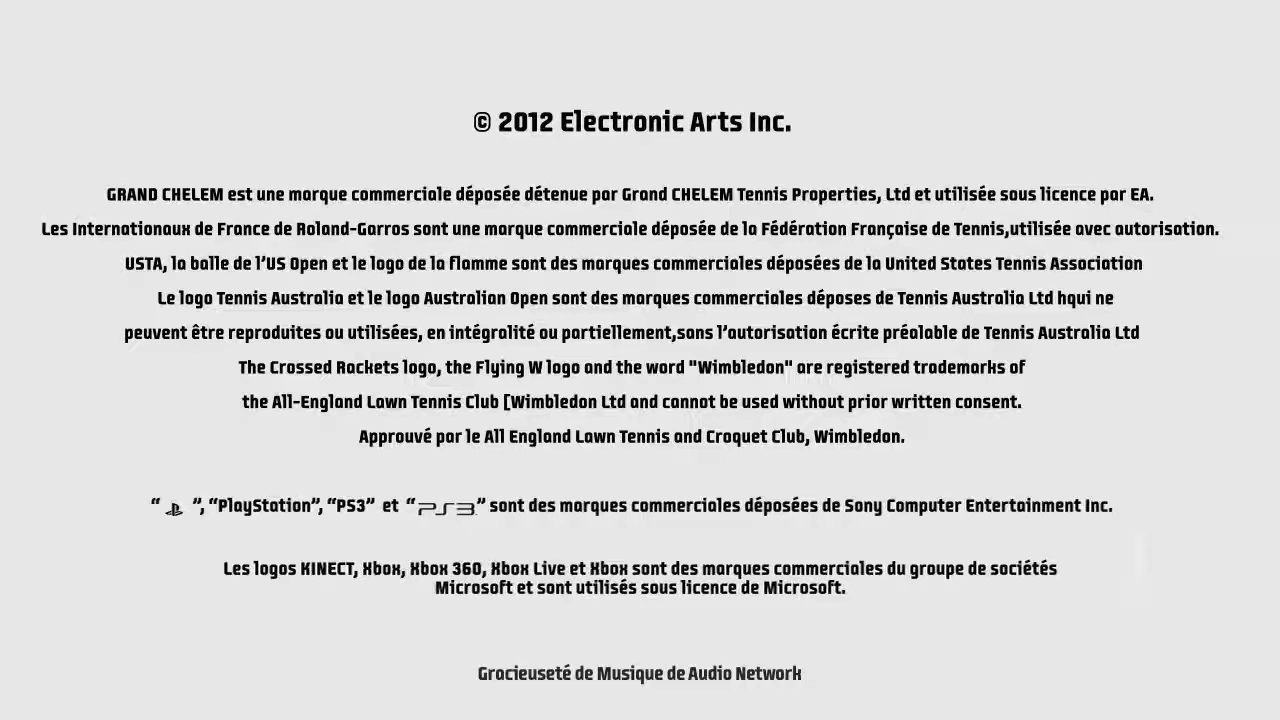 © 2012 Electronic Arts Inc.
GRAND CHELEM est une marque commerciale déposée détenue par Grand CHELEM Tennis Properties, Ltd et utilisée sous licence par EA.
Les Internationaux de France de Roland-Garros sont une marque commerciale déposée de la Fédération Française de Tennis,utilisée avec autorisation.
USTA, la balle de l’US Open et le logo de la flamme sont des marques commerciales déposées de la United States Tennis Association
Le logo Tennis Australia et le logo Australian Open sont des marques commerciales déposes de Tennis Australia Ltd hqui ne
peuvent être reproduites ou utilisées, en intégralité ou partiellement,sans l’autorisation écrite préalable de Tennis Australia Ltd
The Crossed Rackets logo, the Flying W logo and the word "Wimbledon" are registered trademarks of
the All-England Lawn Tennis Club [Wimbledon Ltd and cannot be used without prior written consent.
Approuvé par le All England Lawn Tennis and Croquet Club, Wimbledon.
“ ”, “PlayStation”, “PS3” et “PS3” sont des marques commerciales déposées de Sony Computer Entertainment Inc.
Les logos KINECT, Xbox, Xbox 360, Xbox Live et Xbox sont des marques commerciales du groupe de sociétés
Microsoft et sont utilisés sous licence de Microsoft.
Gracieuseté de Musique de Audio Network